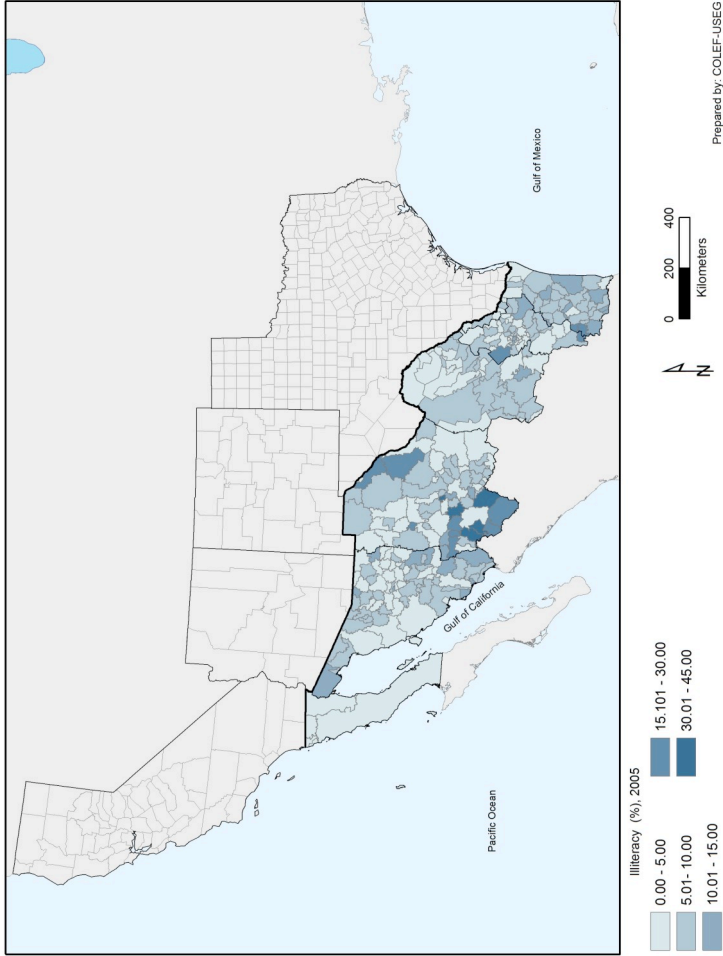 Gulf of Mexico
Gulf of California
Pacific Ocean
Illiteracy (%), 2005
0.00 - 5.00
5.01- 10.00
10.01 - 15.00
15.101 - 30.00
30.01 - 45.00
N
0 200 400
Kilometers
Prepared by: COLEF-USEG